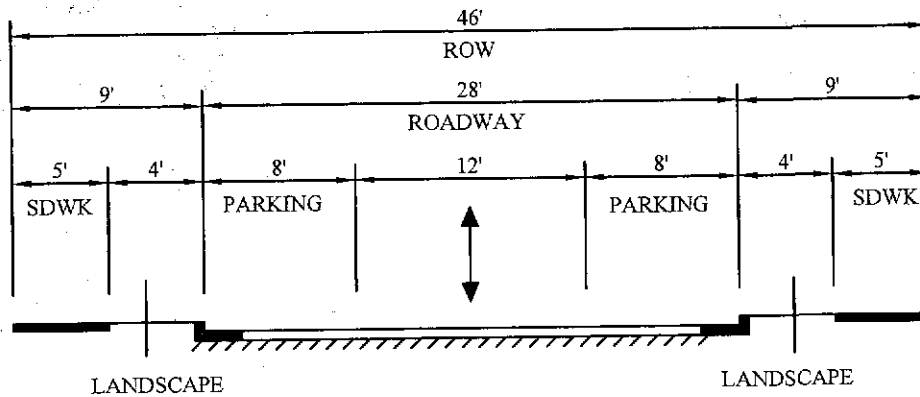 46'
ROW
9' 28' 9'
ROADWAY
5' 4' 8' 12' 8' 4' 5'
SDWK PARKING PARKING SDWK
LANDSCAPE LANDSCAPE